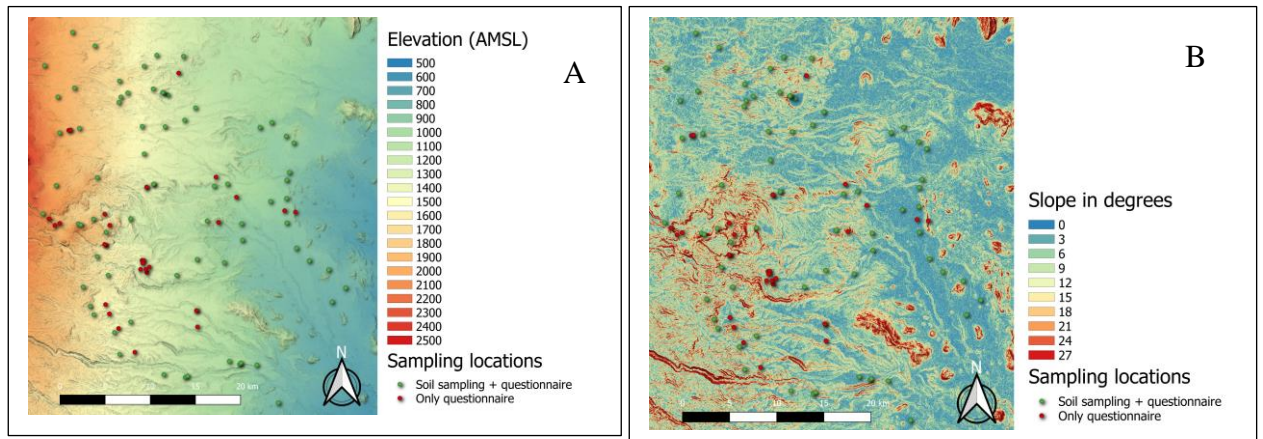 A
Elevation (AMSL)
500
600
700
800
900
1000
1100
1200
1300
1400
1500
1600
1700
1800
1900
2000
2100
2200
2300
2400
2500
Sampling locations
Soil sampling + questionnaire
Only questionnaire
N
0
15
20 km
B
Slope in degrees
0
3
6
9
12
15
18
21
24
27
Sampling locations
Soil sampling + questionnaire
Only questionnaire
N
0
5
10
15
20 km